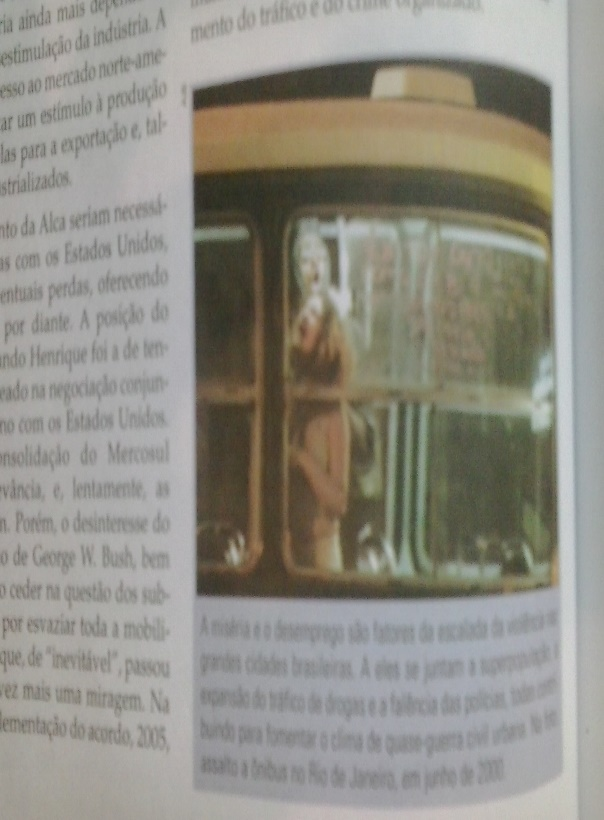 ria ainda mais depen
estimulação da indústria. A
esso ao mercado norte-ame-
ar um estímulo à produção
las para a exportação e, tal-
strializados.
nto da Alca seriam necessá-
as com os Estados Unidos,
entuais perdas, oferecendo
por diante. A posição do
ando Henrique foi a de ten-
eado na negociação conjun-
no com os Estados Unidos.
onsolidação do Mercosul
evância, e, lentamente, as
n. Porém, o desinteresse do
o de George W. Bush, bem
o ceder na questão dos sub-
por esvaziar toda a mobili-
que, de "inevitável", passou
vez mais uma miragem. Na
lementação do acordo, 2005,
mento do tráfico e do crime organizado.
A miséria e o desemprego são fatores da escalada da violência nas
grandes cidades brasileiras. A eles se juntam a superpopulação, a
expansão do tráfico de drogas e a falência das polícias, todos contri-
buindo para fomentar o clima de quase-guerra civil urbana. Na foto,
assalto a ônibus no Rio de Janeiro, em junho de 2000.